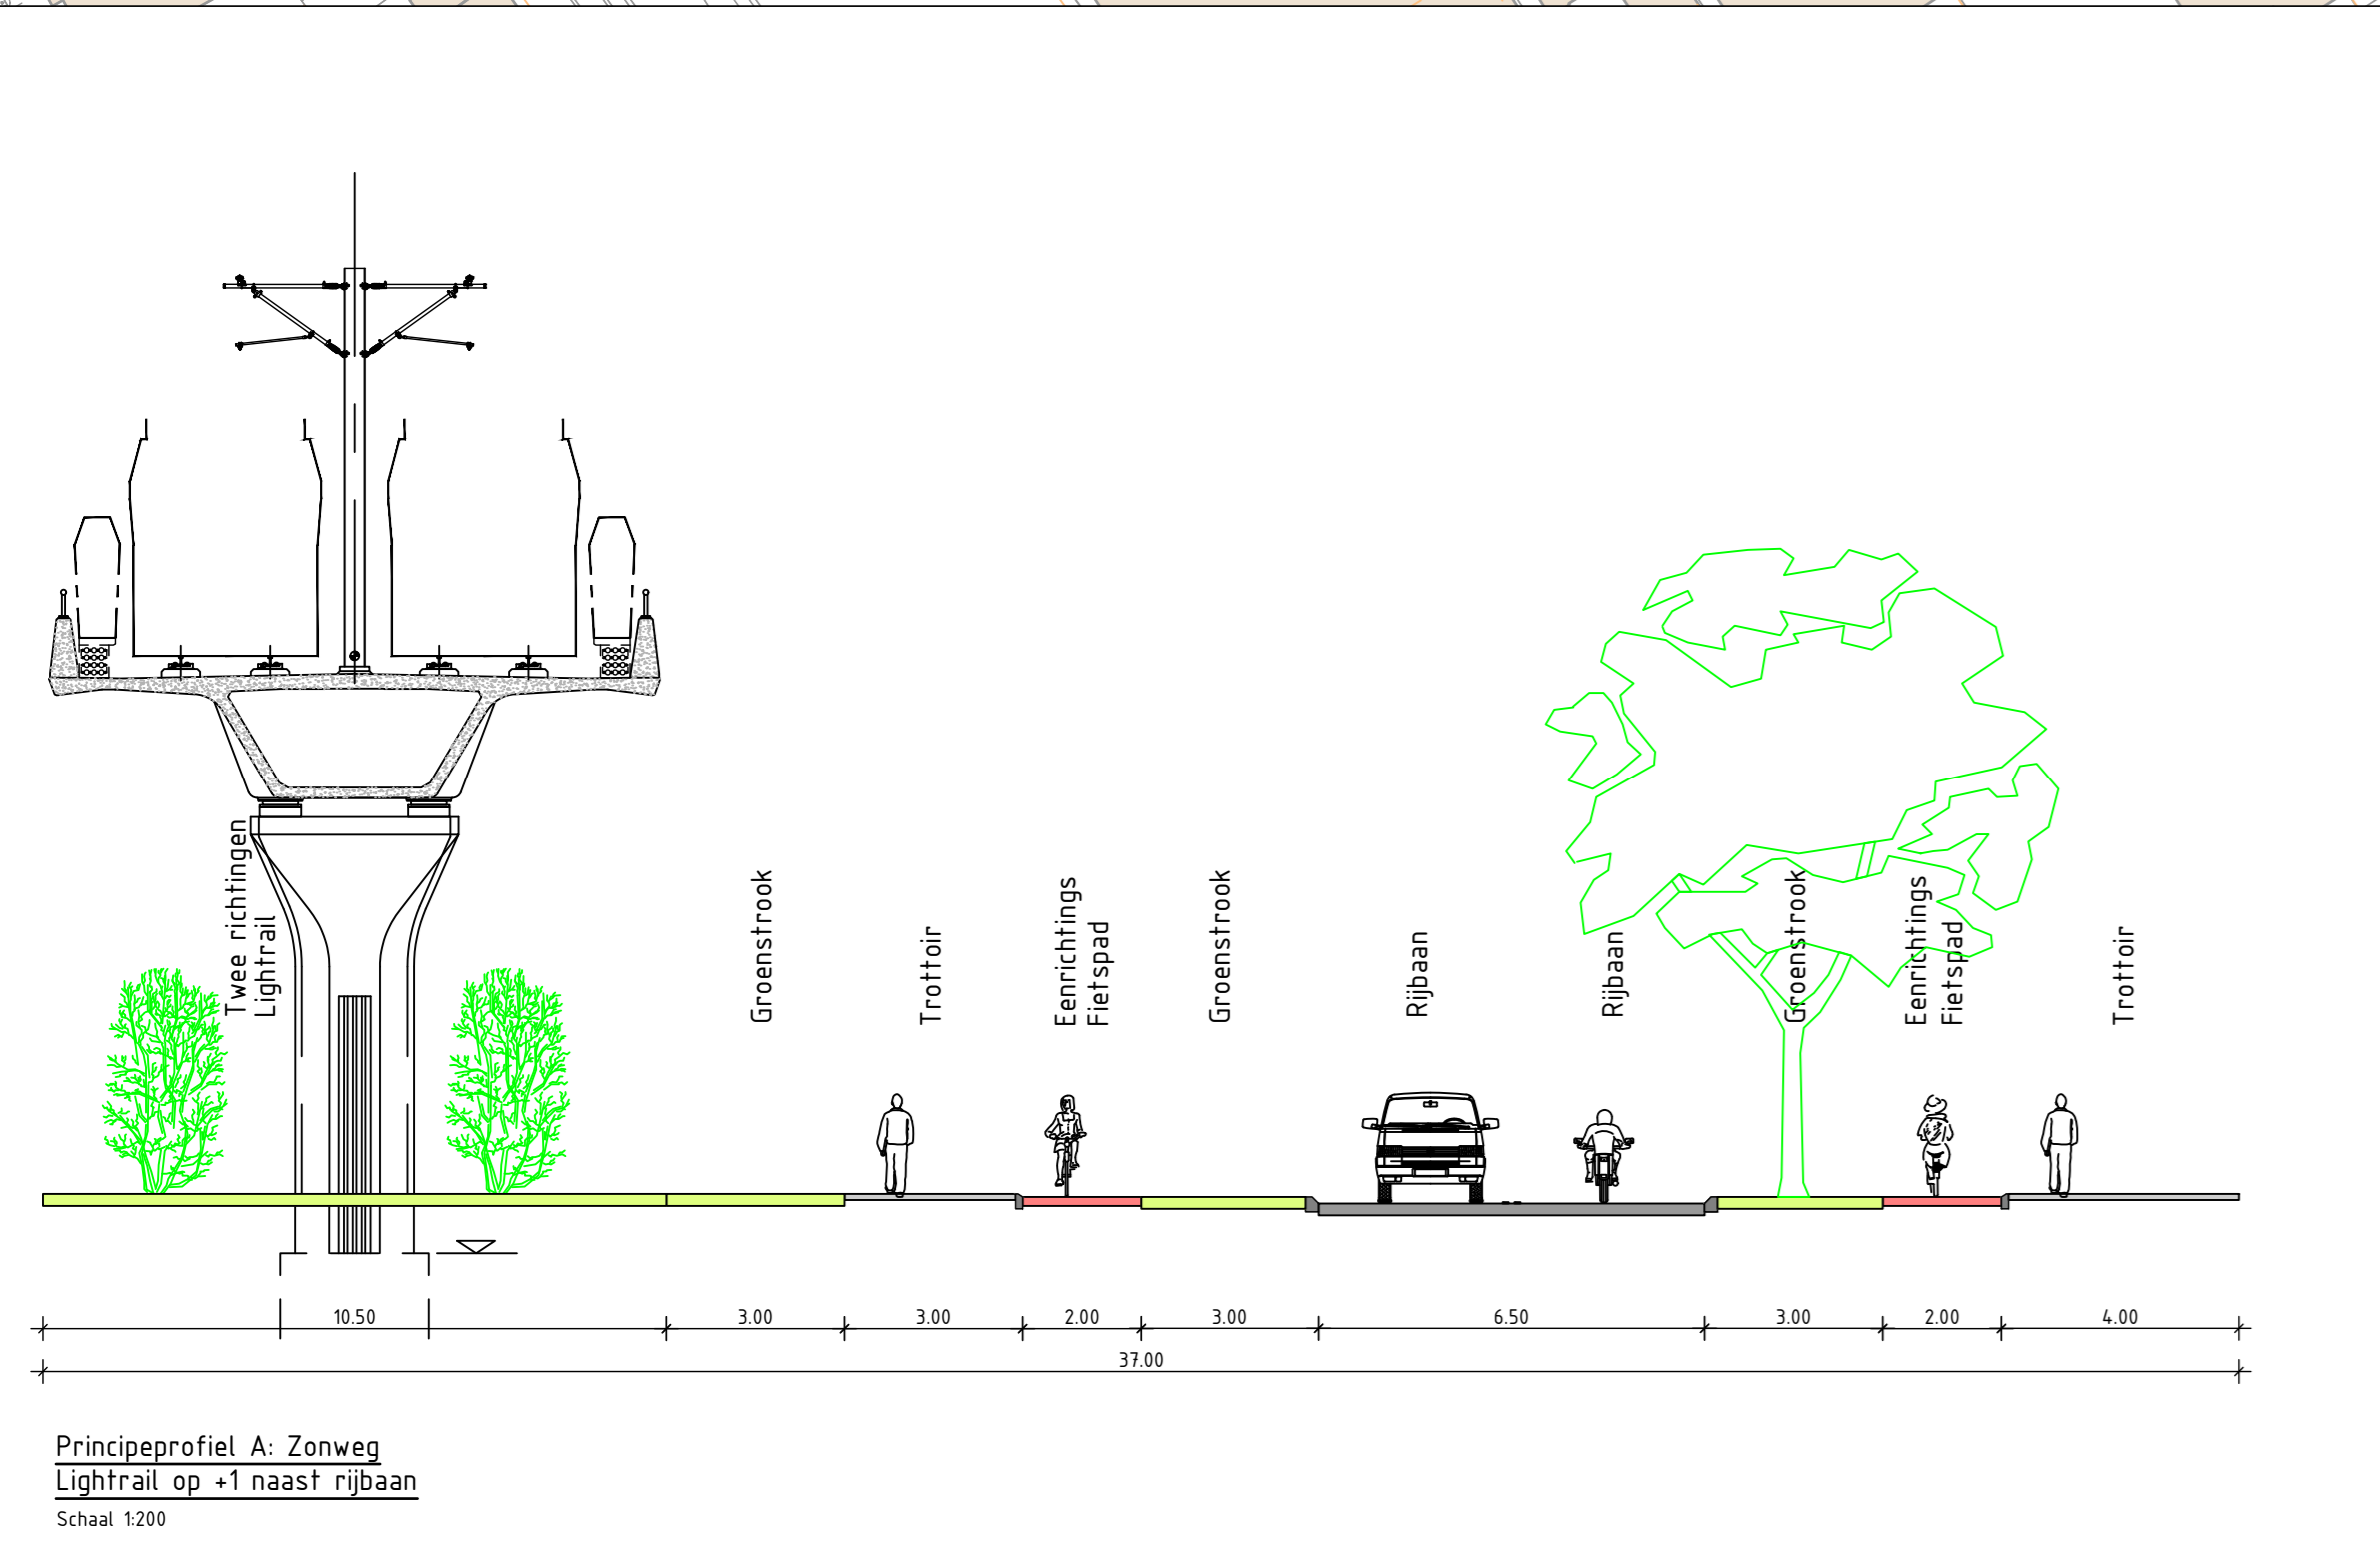 Twee richtingen
Lightrail
Groenstrook
Trottoir
Eenrichtings
Fietspad
Groenstrook
Rijbaan
Rijbaan
Groenstrook
Eenrichtings
Fietspad
Trottoir
10.50
3.00
3.00
2.00
3.00
6.50
3.00
2.00
4.00
37.00
Principeprofiel A: Zonweg
Lightrail op +1 naast rijbaan
Schaal 1:200